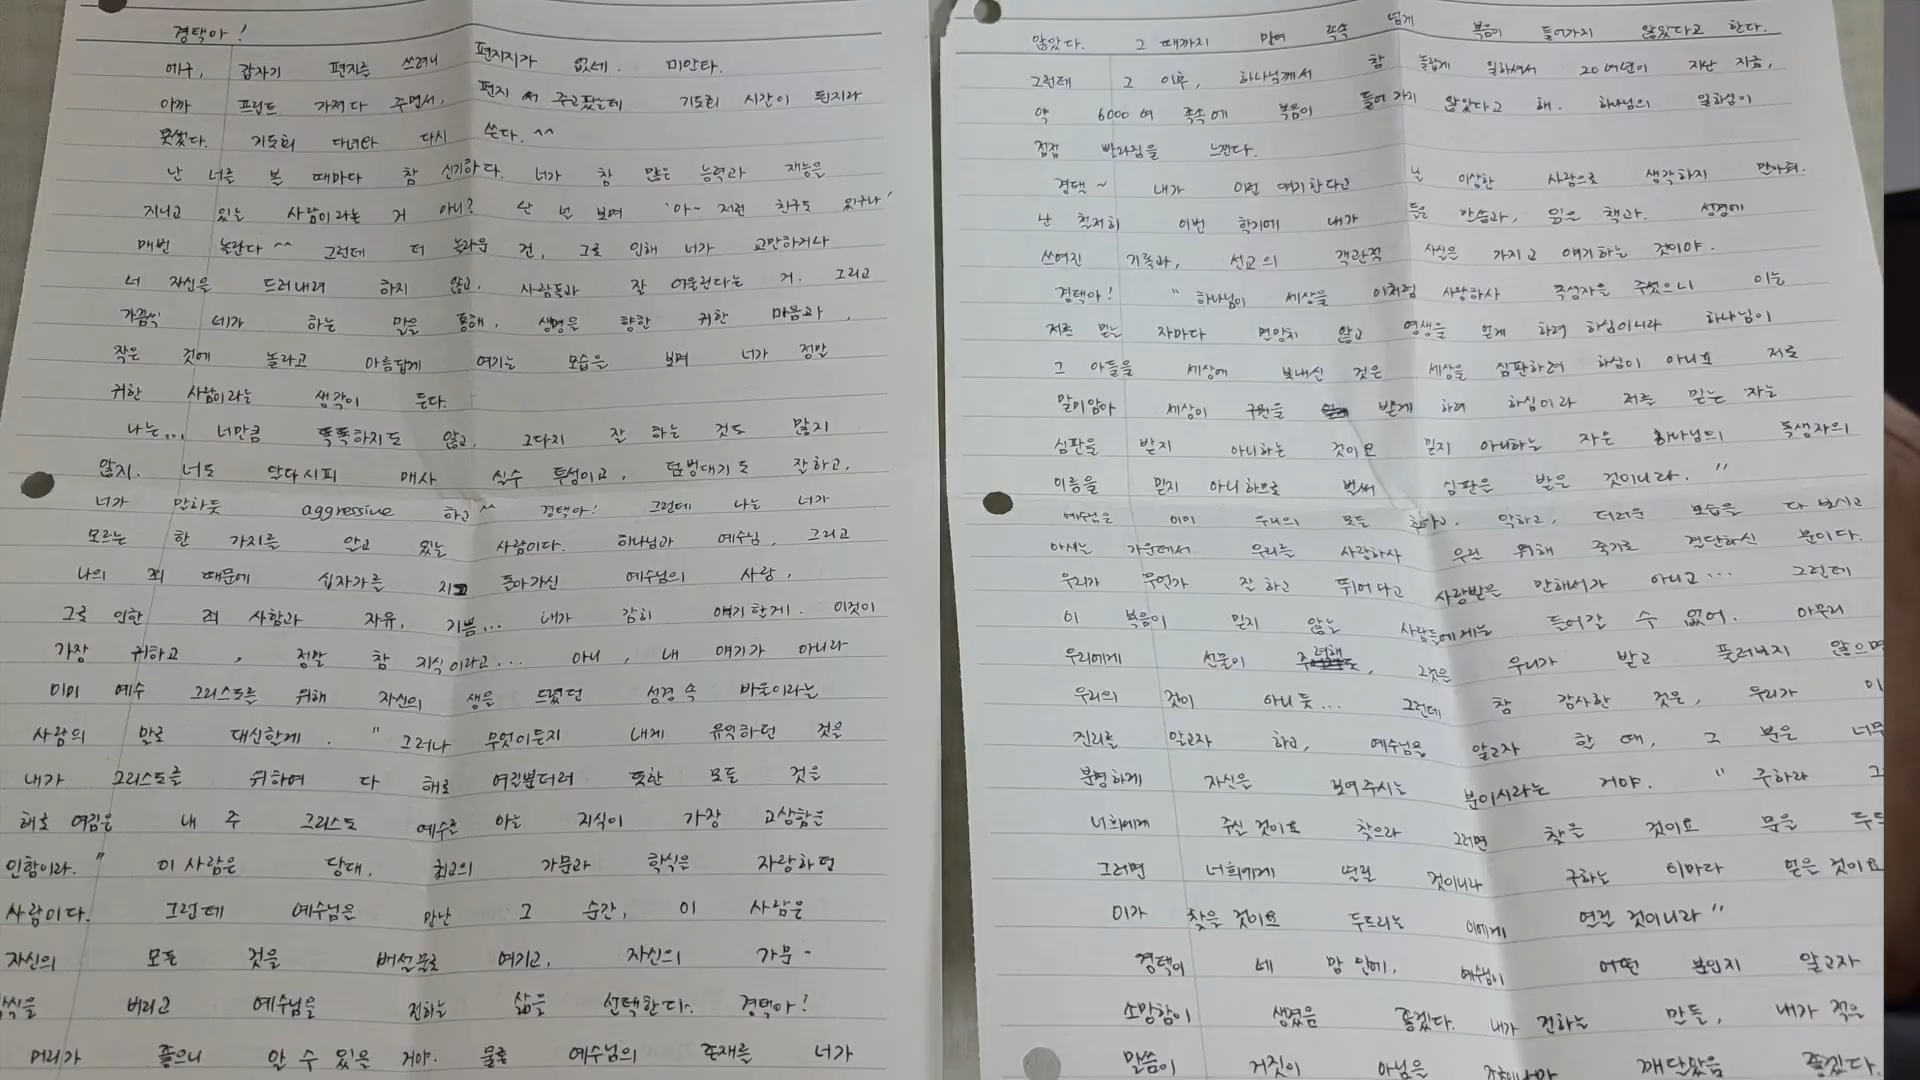 경택아!
에구, 갑자기 편지를 쓰려니 편지지가 없네. 미안타.
아까 프린트 가져다 주면서, 편지 써 주고팠는데 기도회 시간이 된지라
못썼다. 기도회 다녀와 다시 쓴다. ^^
난 너를 볼 때마다 참 신기하다. 너가 참 많은 능력과 재능을
지니고 있는 사람이라는 거 아니? 난 널 보며 '아~ 저런 친구도 있구나'
매번 놀란다 ^^ 그런데 더 놀라운 건, 그로 인해 너가 교만하거나
너 자신을 드러내려 하지 않고, 사람들과 잘 어울린다는 거. 그리고
가끔씩 네가 하는 말을 통해, 생명을 향한 귀한 마음과,
작은 것에 놀라고 아름답게 여기는 모습을 보며 너가 정말
귀한 사람이라는 생각이 든다.
나는... 너만큼 똑똑하지도 않고, 그다지 잘 하는 것도 많지
않지. 너도 알다시피 매사 실수 투성이고, 덤벙대기도 잘하고,
너가 말하듯 aggressive 하고^^ 경택아! 그런데 나는 너가
모르는 한 가지를 알고 있는 사람이다. 하나님과 예수님, 그리고
나의 죄 때문에 십자가를 지고 돌아가신 예수님의 사랑,
그로 인한 죄 사함과 자유, 기쁨... 내가 감히 얘기할게. 이것이
가장 귀하고, 정말 참 지식이라고... 아니, 내 얘기가 아니라
이미 예수 그리스도를 위해 자신의 생을 드렸던 성경 속 바울이라는
사람의 말로 대신할게. "그러나 무엇이든지 내게 유익하던 것을
내가 그리스도를 위하여 다 해로 여길뿐더러 또한 모든 것을
해로 여김은 내 주 그리스도 예수를 아는 지식이 가장 고상함을
인함이라." 이 사람은 당대, 최고의 가문과 학식을 자랑하던
사람이다. 그런데 예수님을 만난 그 순간, 이 사람은
자신의 모든 것을 배설물로 여기고, 자신의 가문-
학식을 버리고 예수님을 전하는 삶을 선택한다. 경택아!
머리가 좋으니 알 수 있을 거야. 물론 예수님의 존재를 너가
않았다. 그 때까지 만여 족속 넘게 복음이 들어가지 않았다고 한다.
그런데 그 이후, 하나님께서 참 놀랍게 일하셔서 20여년이 지난 지금,
약 6000여 족속에 복음이 들어가지 않았다고 해. 하나님의 일하심이
점점 빨라짐을 느낀다.
경택~ 내가 이런 얘기한다고 날 이상한 사람으로 생각하지 말아줘.
난 철저히 이번 학기에 내가 들은 말씀과, 읽은 책과. 성경에
쓰여진 기록과, 선교의 객관적 사실을 가지고 얘기하는 것이야.
경택아! "하나님이 세상을 이처럼 사랑하사 독생자를 주셨으니 이는
저를 믿는 자마다 멸망치 않고 영생을 얻게 하려 하심이니라 하나님이
그 아들을 세상에 보내신 것은 세상을 심판하려 하심이 아니요 저로
말미암아 세상이 구원을 받게 하려 하심이라 저를 믿는 자는
심판을 받지 아니하는 것이요 믿지 아니하는 자은 하나님의 독생자의
이름을 믿지 아니하므로 벌써 심판을 받은 것이니라."
예수님은 이미 우리의 모든 추하고, 악하고, 더러운 모습을 다 보시고
아시는 가운데서 우리를 사랑하사 우릴 위해 죽기로 결단하신 분이다.
우리가 무언가 잘 하고 뛰어나고 사랑받을 만해서가 아니고... 그런데
이 복음이 믿지 않는 사람들에게는 들어갈 수 없어. 아무리
우리에게 선물이 그것은 우리가 받고 풀러보지 않으면
우리의 것이 아니듯... 그런데 참 감사한 것은, 우리가 이
진리를 알고자 하고, 예수님을 알고자 할 때, 그 분은 너무
분명하게 자신을 보여주시는 분이시라는 거야. "구하라 그
너희에게 주실 것이요 찾으라 그러면 찾을 것이요 문을 두드
그러면 너희에게 열릴 것이니라 구하는 이마다 얻을 것이요
이가 찾을 것이요 두드리는 이에게 열릴 것이니라"
경택이 네 맘 안에, 예수님이 어떤 분인지 알고자
소망함이 생겼음 좋겠다. 내가 전하는 말들, 내가 적은
말씀이 거짓이 아님을 깨달았음 좋겠다.